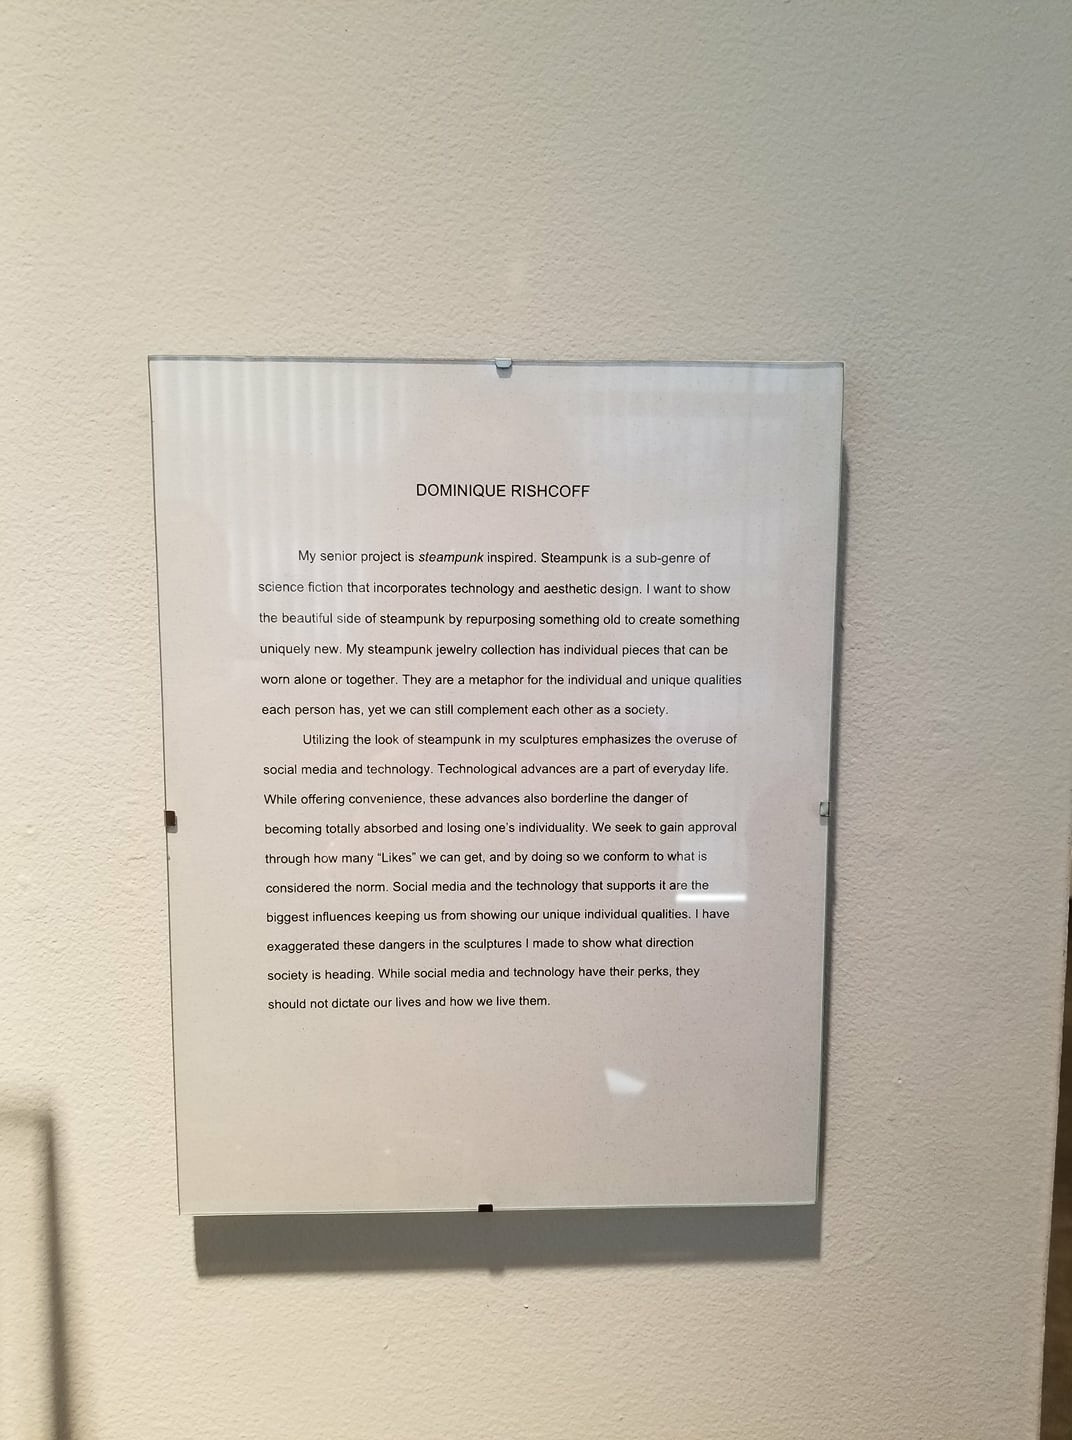 DOMINIQUE RISHCOFF
My senior project is steampunk inspired. Steampunk is a sub-genre of
science fiction that incorporates technology and aesthetic design. I want to show
the beautiful side of steampunk by repurposing something old to create something
uniquely new. My steampunk jewelry collection has individual pieces that can be
worn alone or together. They are a metaphor for the individual and unique qualities
each person has, yet we can still complement each other as a society.
Utilizing the look of steampunk in my sculptures emphasizes the overuse of
social media and technology. Technological advances are a part of everyday life.
While offering convenience, these advances also borderline the danger of
becoming totally absorbed and losing one's individuality. We seek to gain approval
through how many “Likes” we can get, and by doing so we conform to what is
considered the norm. Social media and the technology that supports it are the
biggest influences keeping us from showing our unique individual qualities. I have
exaggerated these dangers in the sculptures I made to show what direction
society is heading. While social media and technology have their perks, they
should not dictate our lives and how we live them.